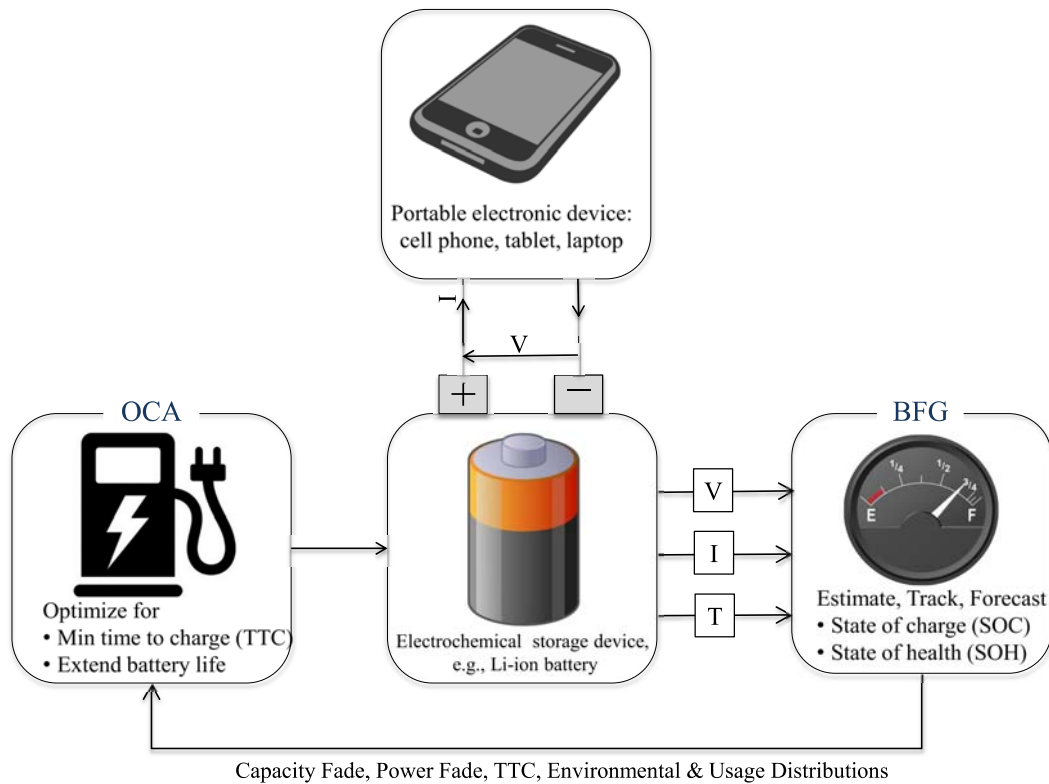 Portable electronic device:
cell phone, tablet, laptop
I
V
+
−
OCA
Optimize for
• Min time to charge (TTC)
• Extend battery life
Electrochemical storage device,
e.g., Li-ion battery
V
I
T
BFG
1/4
1/2
3/4
E
F
Estimate, Track, Forecast
• State of charge (SOC)
• State of health (SOH)
Capacity Fade, Power Fade, TTC, Environmental & Usage Distributions